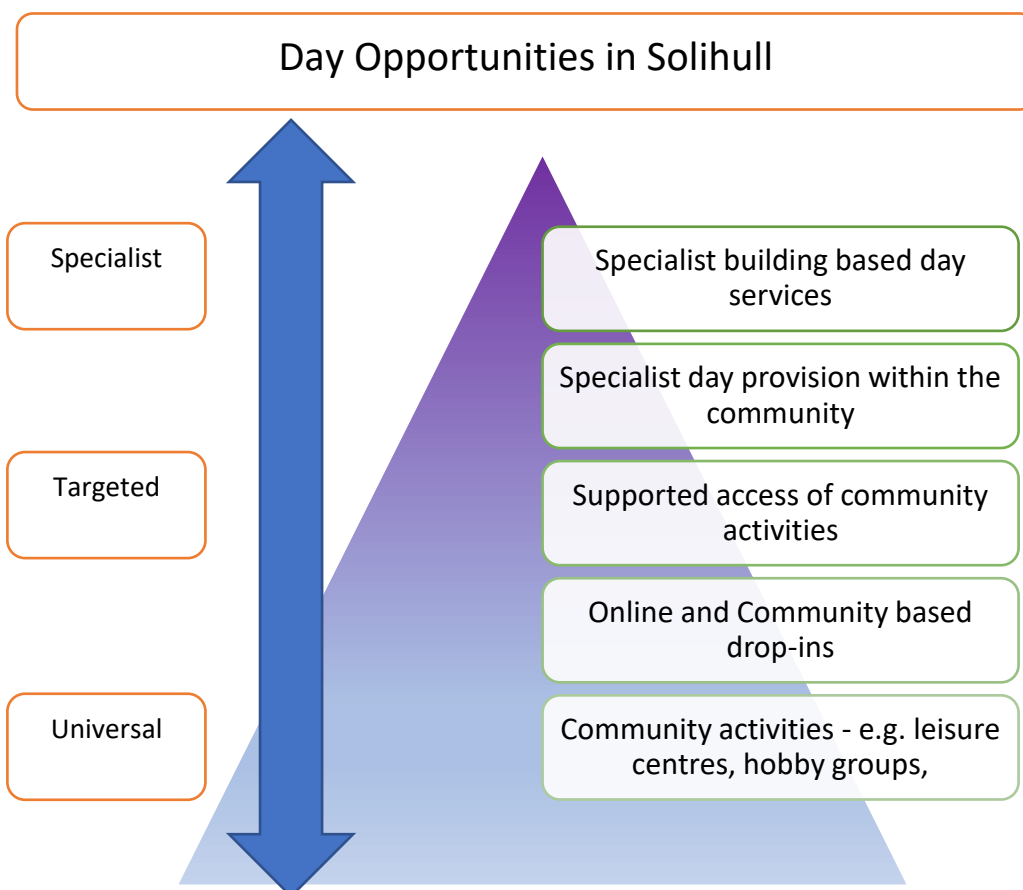 Day Opportunities in Solihull
Specialist
Specialist building based day
services
Specialist day provision within the
community
Targeted
Supported access of community
activities
Online and Community based
drop-ins
Universal
Community activities - e.g. leisure
centres, hobby groups,